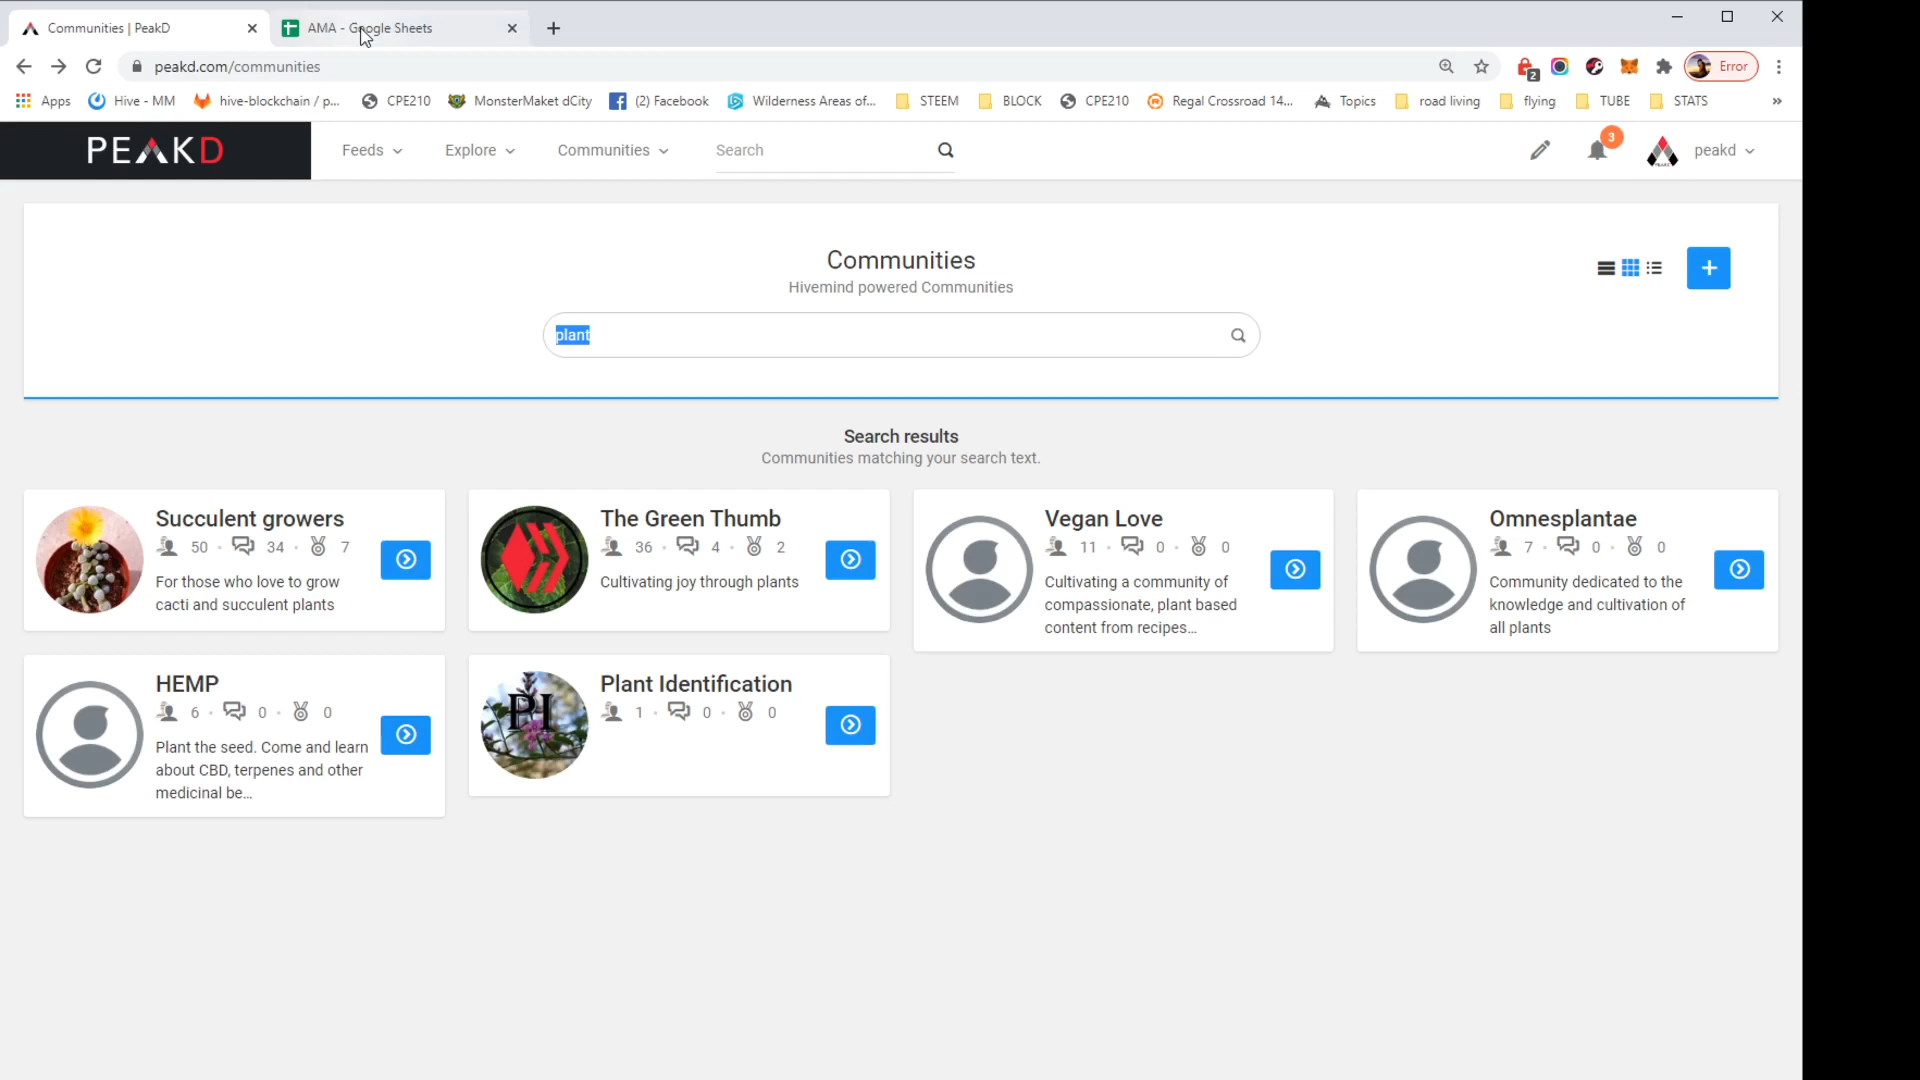 Communities | PeakD
AMA - Google Sheets
peakd.com/communities
2
Error
Apps
Hive - MM
hive-blockchain / p...
CPE210
MonsterMaket dCity
(2) Facebook
Wilderness Areas of...
STEEM
BLOCK
CPE210
Regal Crossroad 14...
Topics
road living
flying
TUBE
STATS
»
PEAKD
Feeds
Explore
Communities
Search
3
peakd
Communities
Hivemind powered Communities
plant
Search results
Communities matching your search text.
Succulent growers
50 · 34 · 7
For those who love to grow
cacti and succulent plants
The Green Thumb
36 · 4 · 2
Cultivating joy through plants
Vegan Love
11 · 0 · 0
Cultivating a community of
compassionate, plant based
content from recipes...
Omnesplantae
7 · 0 · 0
Community dedicated to the
knowledge and cultivation of
all plants
HEMP
6 · 0 · 0
Plant the seed. Come and learn
about CBD, terpenes and other
medicinal be...
PI
Plant Identification
1 · 0 · 0